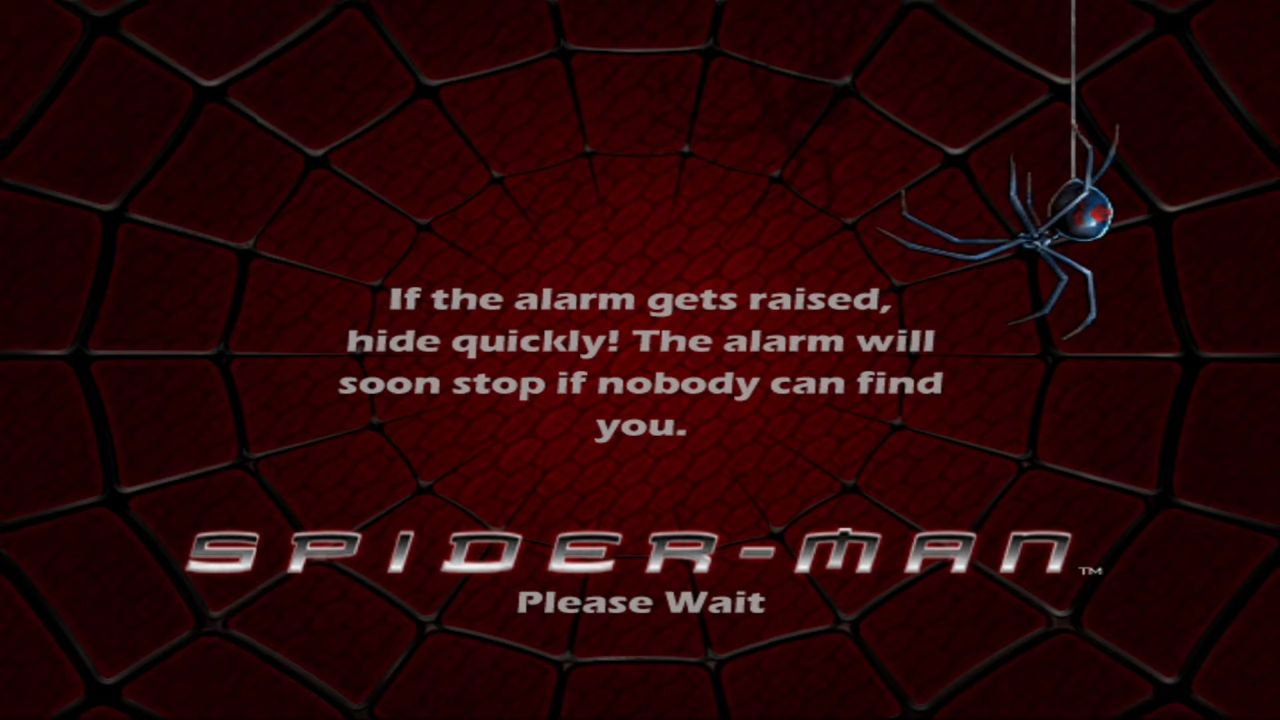 If the alarm gets raised,
hide quickly! The alarm will
soon stop if nobody can find
you.
SPIDER-MAN™
Please Wait